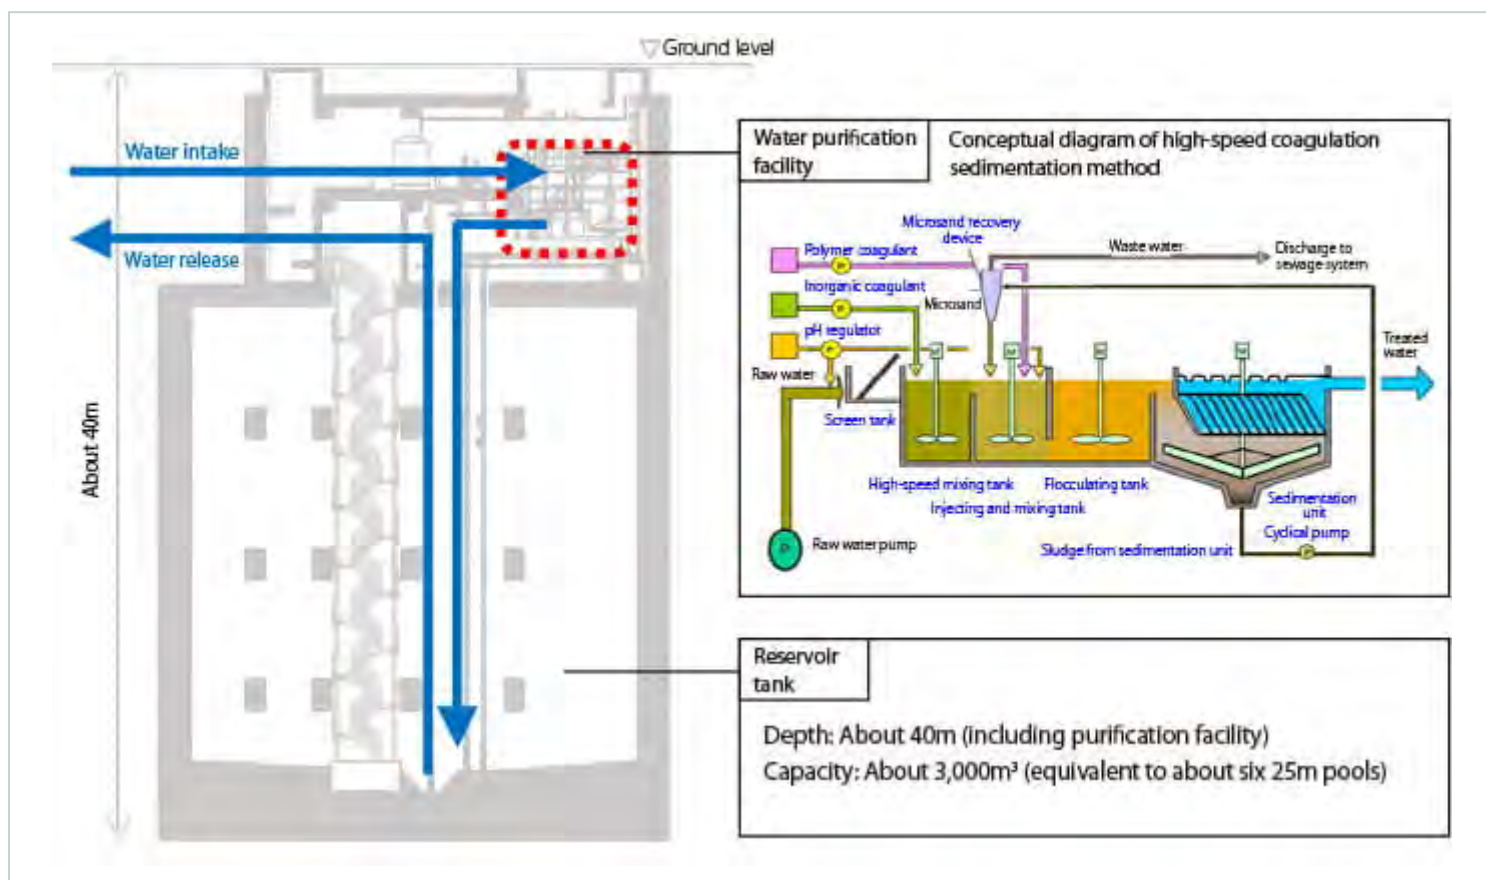 Ground level
Water intake
Water release
About 40m
Water purification
facility
Conceptual diagram of high-speed coagulation
sedimentation method
Microsand recovery
device
Polymer coagulant
Waste water
Discharge to
sewage system
Inorganic coagulant
Microsand
pH regulator
Treated
water
Raw water
Screen tank
High-speed mixing tank
Flocculating tank
Injecting and mixing tank
Sedimentation
unit
Cyclical pump
Raw water pump
Sludge from sedimentation unit
Reservoir
tank
Depth: About 40m (including purification facility)
Capacity: About 3,000m³ (equivalent to about six 25m pools)